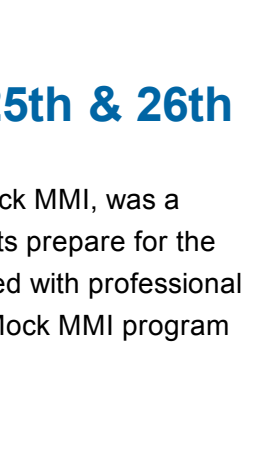 5th & 26th
ck MMI, was a
ts prepare for the
ed with professional
Mock MMI program